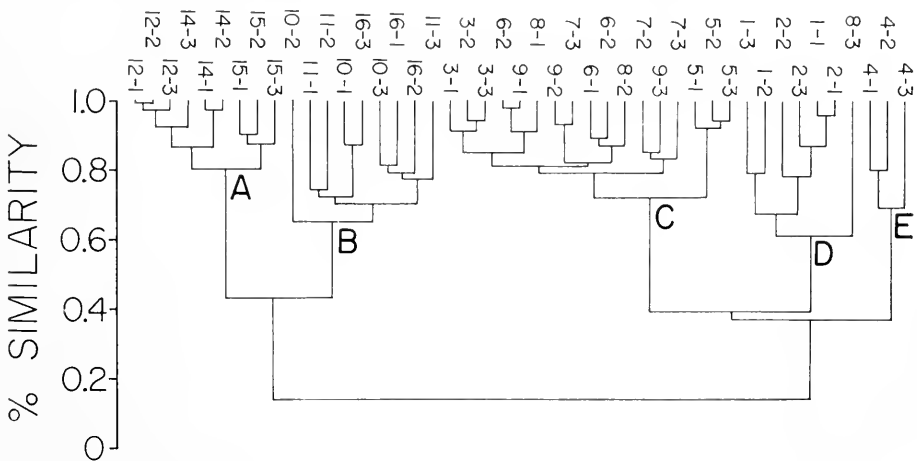 12-2 14-3 14-2 15-2 10-2 11-2 16-3 16-1 11-3 3-2 6-2 8-1 7-3 6-2 7-2 7-3 5-2 1-3 2-2 1-1 8-3 4-2
12-1 12-3 14-1 15-1 15-3 11-1 10-1 10-3 16-2 3-1 3-3 9-1 9-2 6-1 8-2 9-3 5-1 5-3 1-2 2-3 2-1 4-1 4-3
% SIMILARITY
1.0
0.8
0.6
0.4
0.2
0
A
B
C
D
E